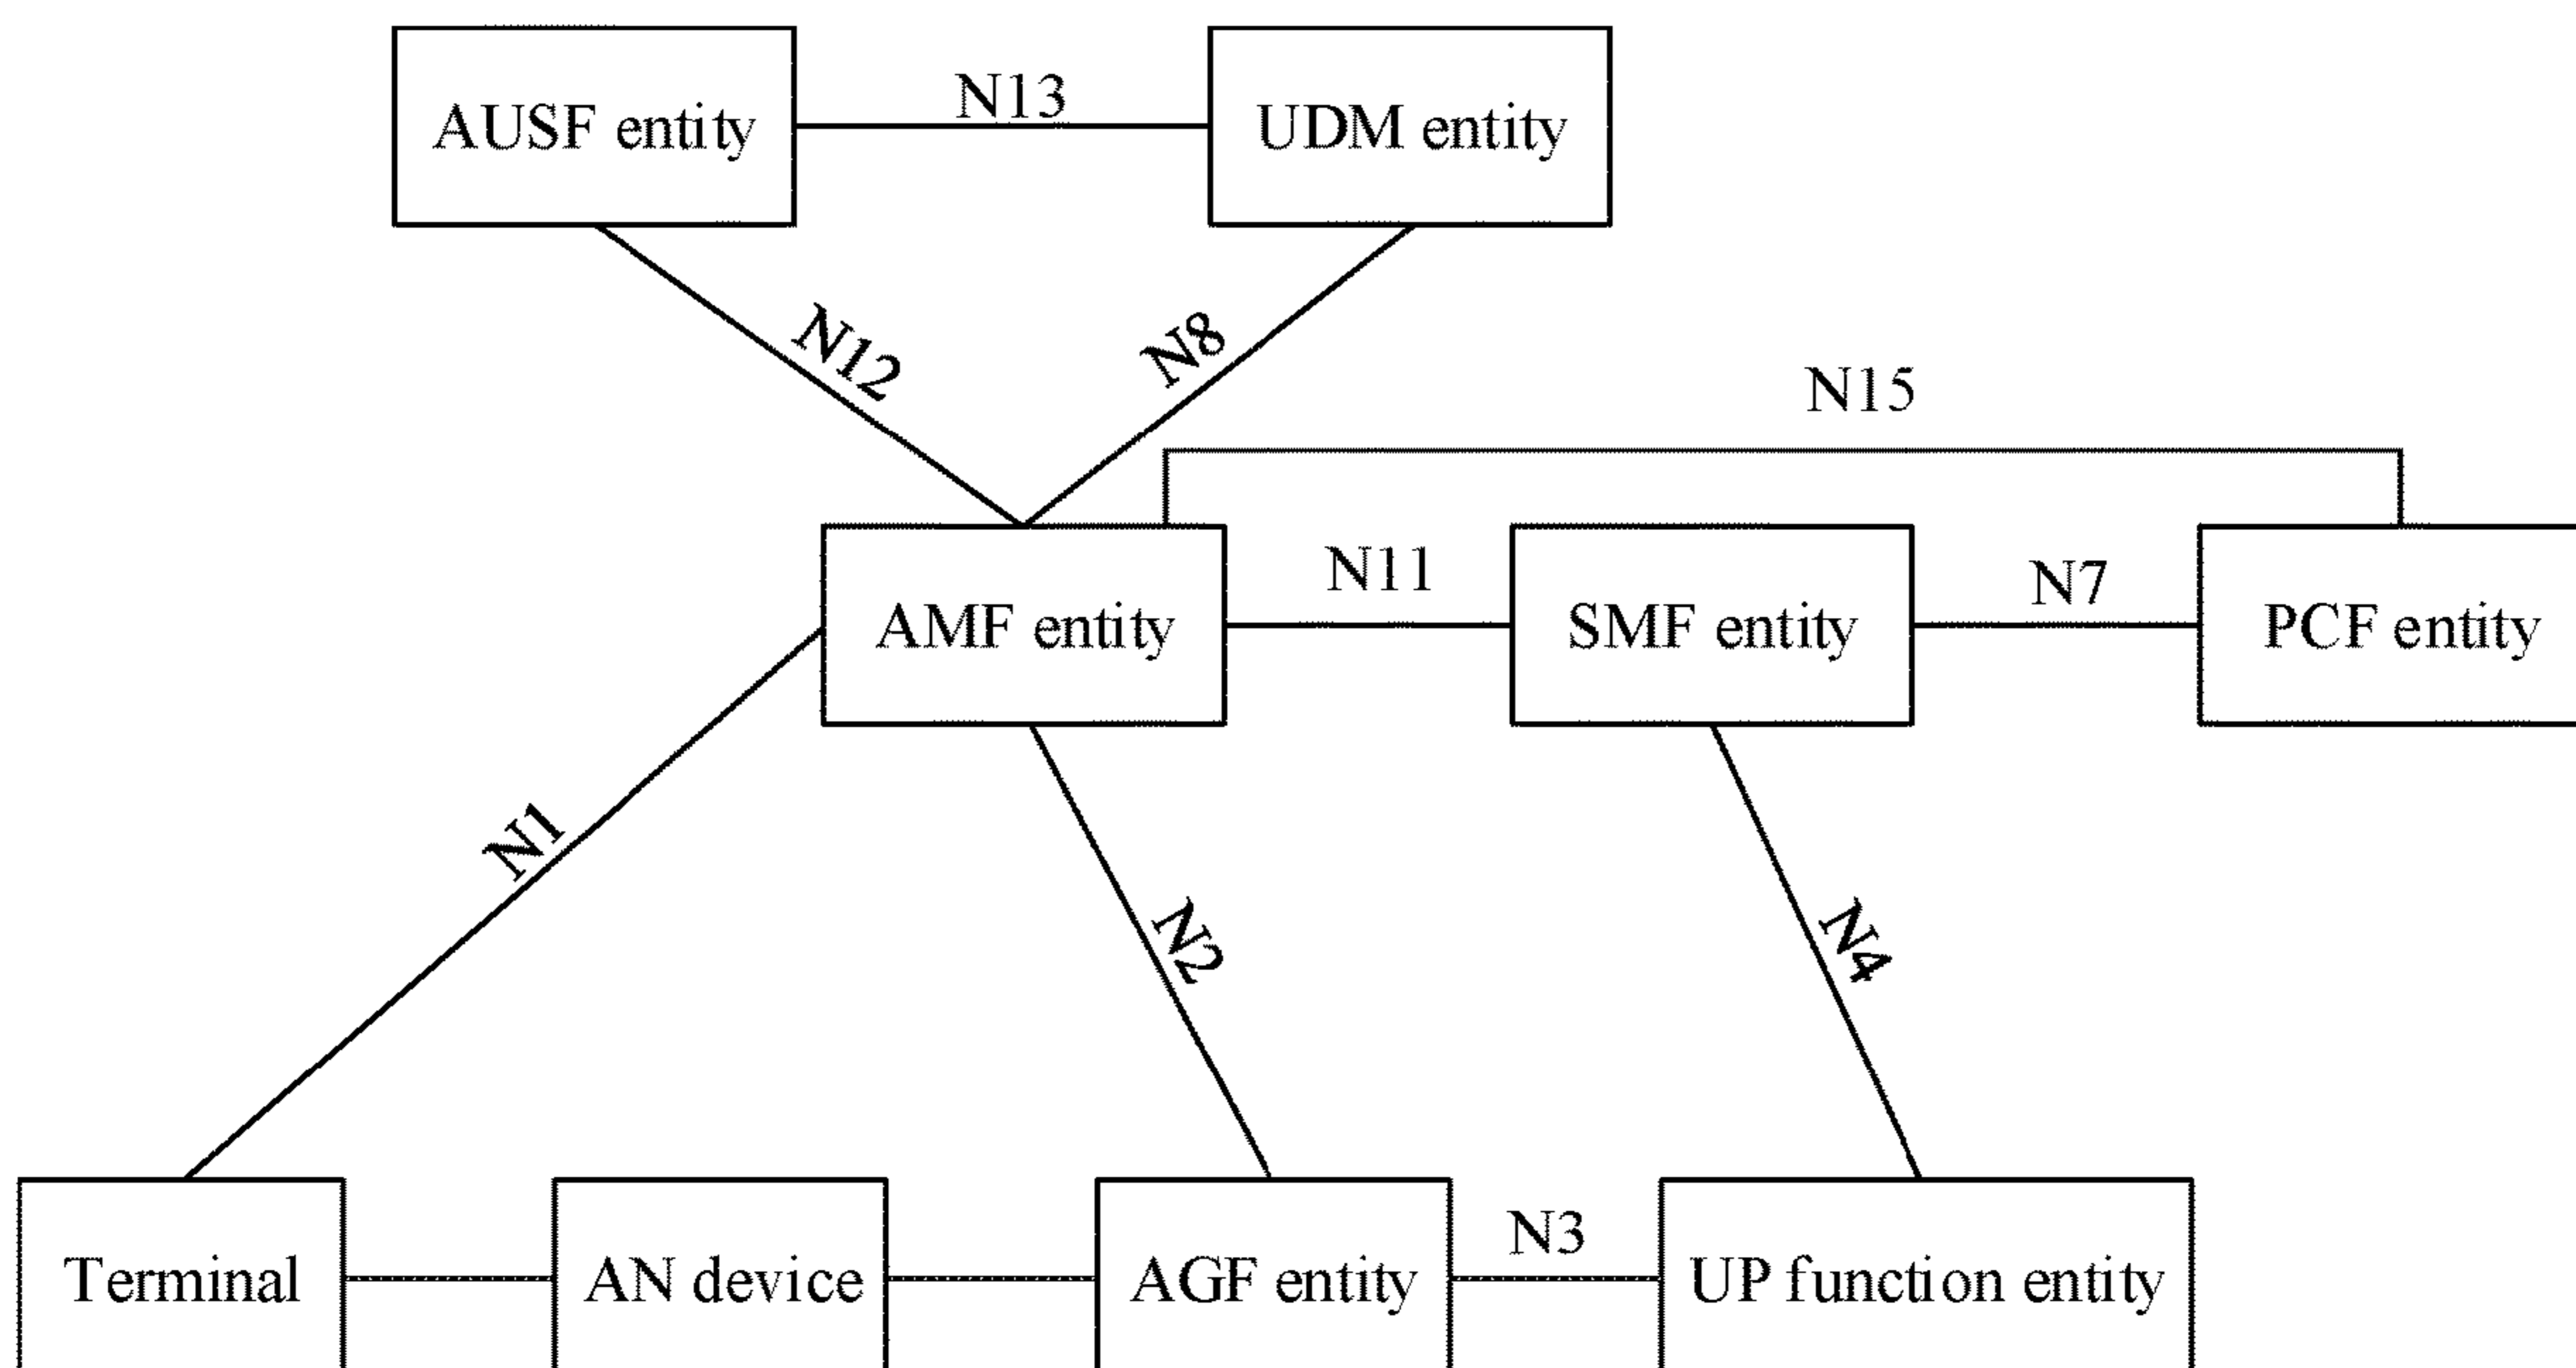 AUSF entity
N13
UDM entity
N12
N8
N15
AMF entity
N11
SMF entity
N7
PCF entity
N1
N2
N4
Terminal
AN device
AGF entity
N3
UP function entity